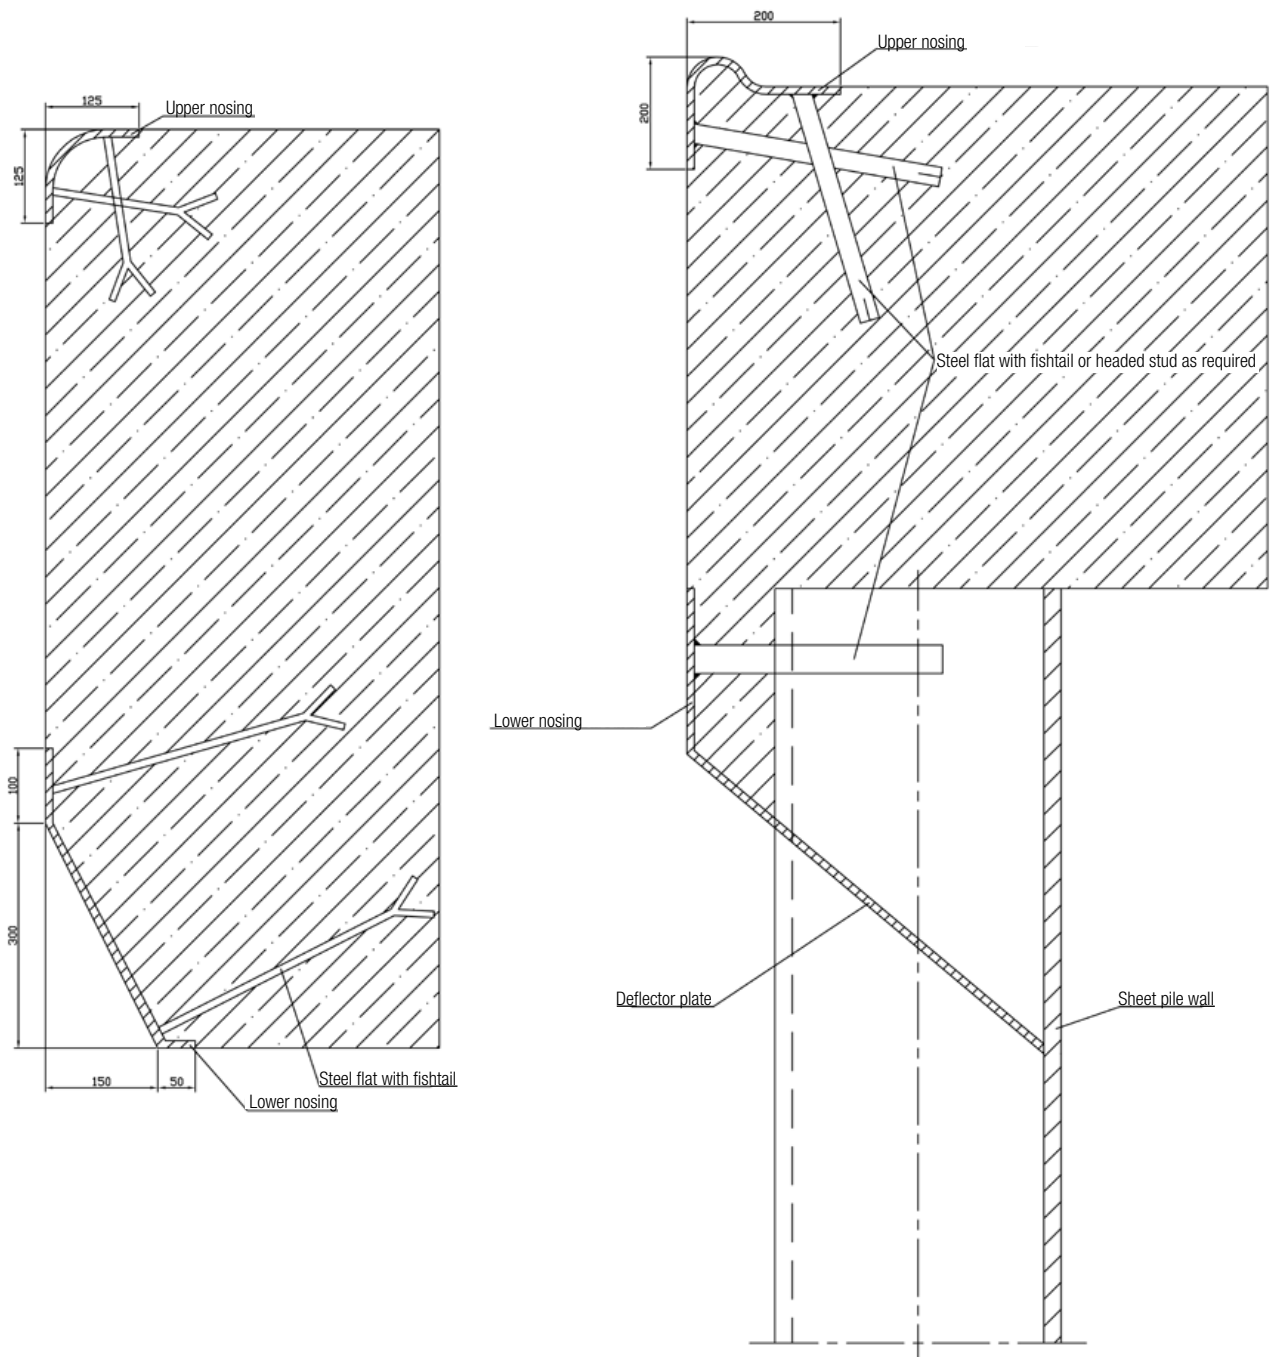 125
Upper nosing
125
100
300
150
50
Steel flat with fishtail
Lower nosing
200
Upper nosing
200
Steel flat with fishtail or headed stud as required
Lower nosing
Deflector plate
Sheet pile wall